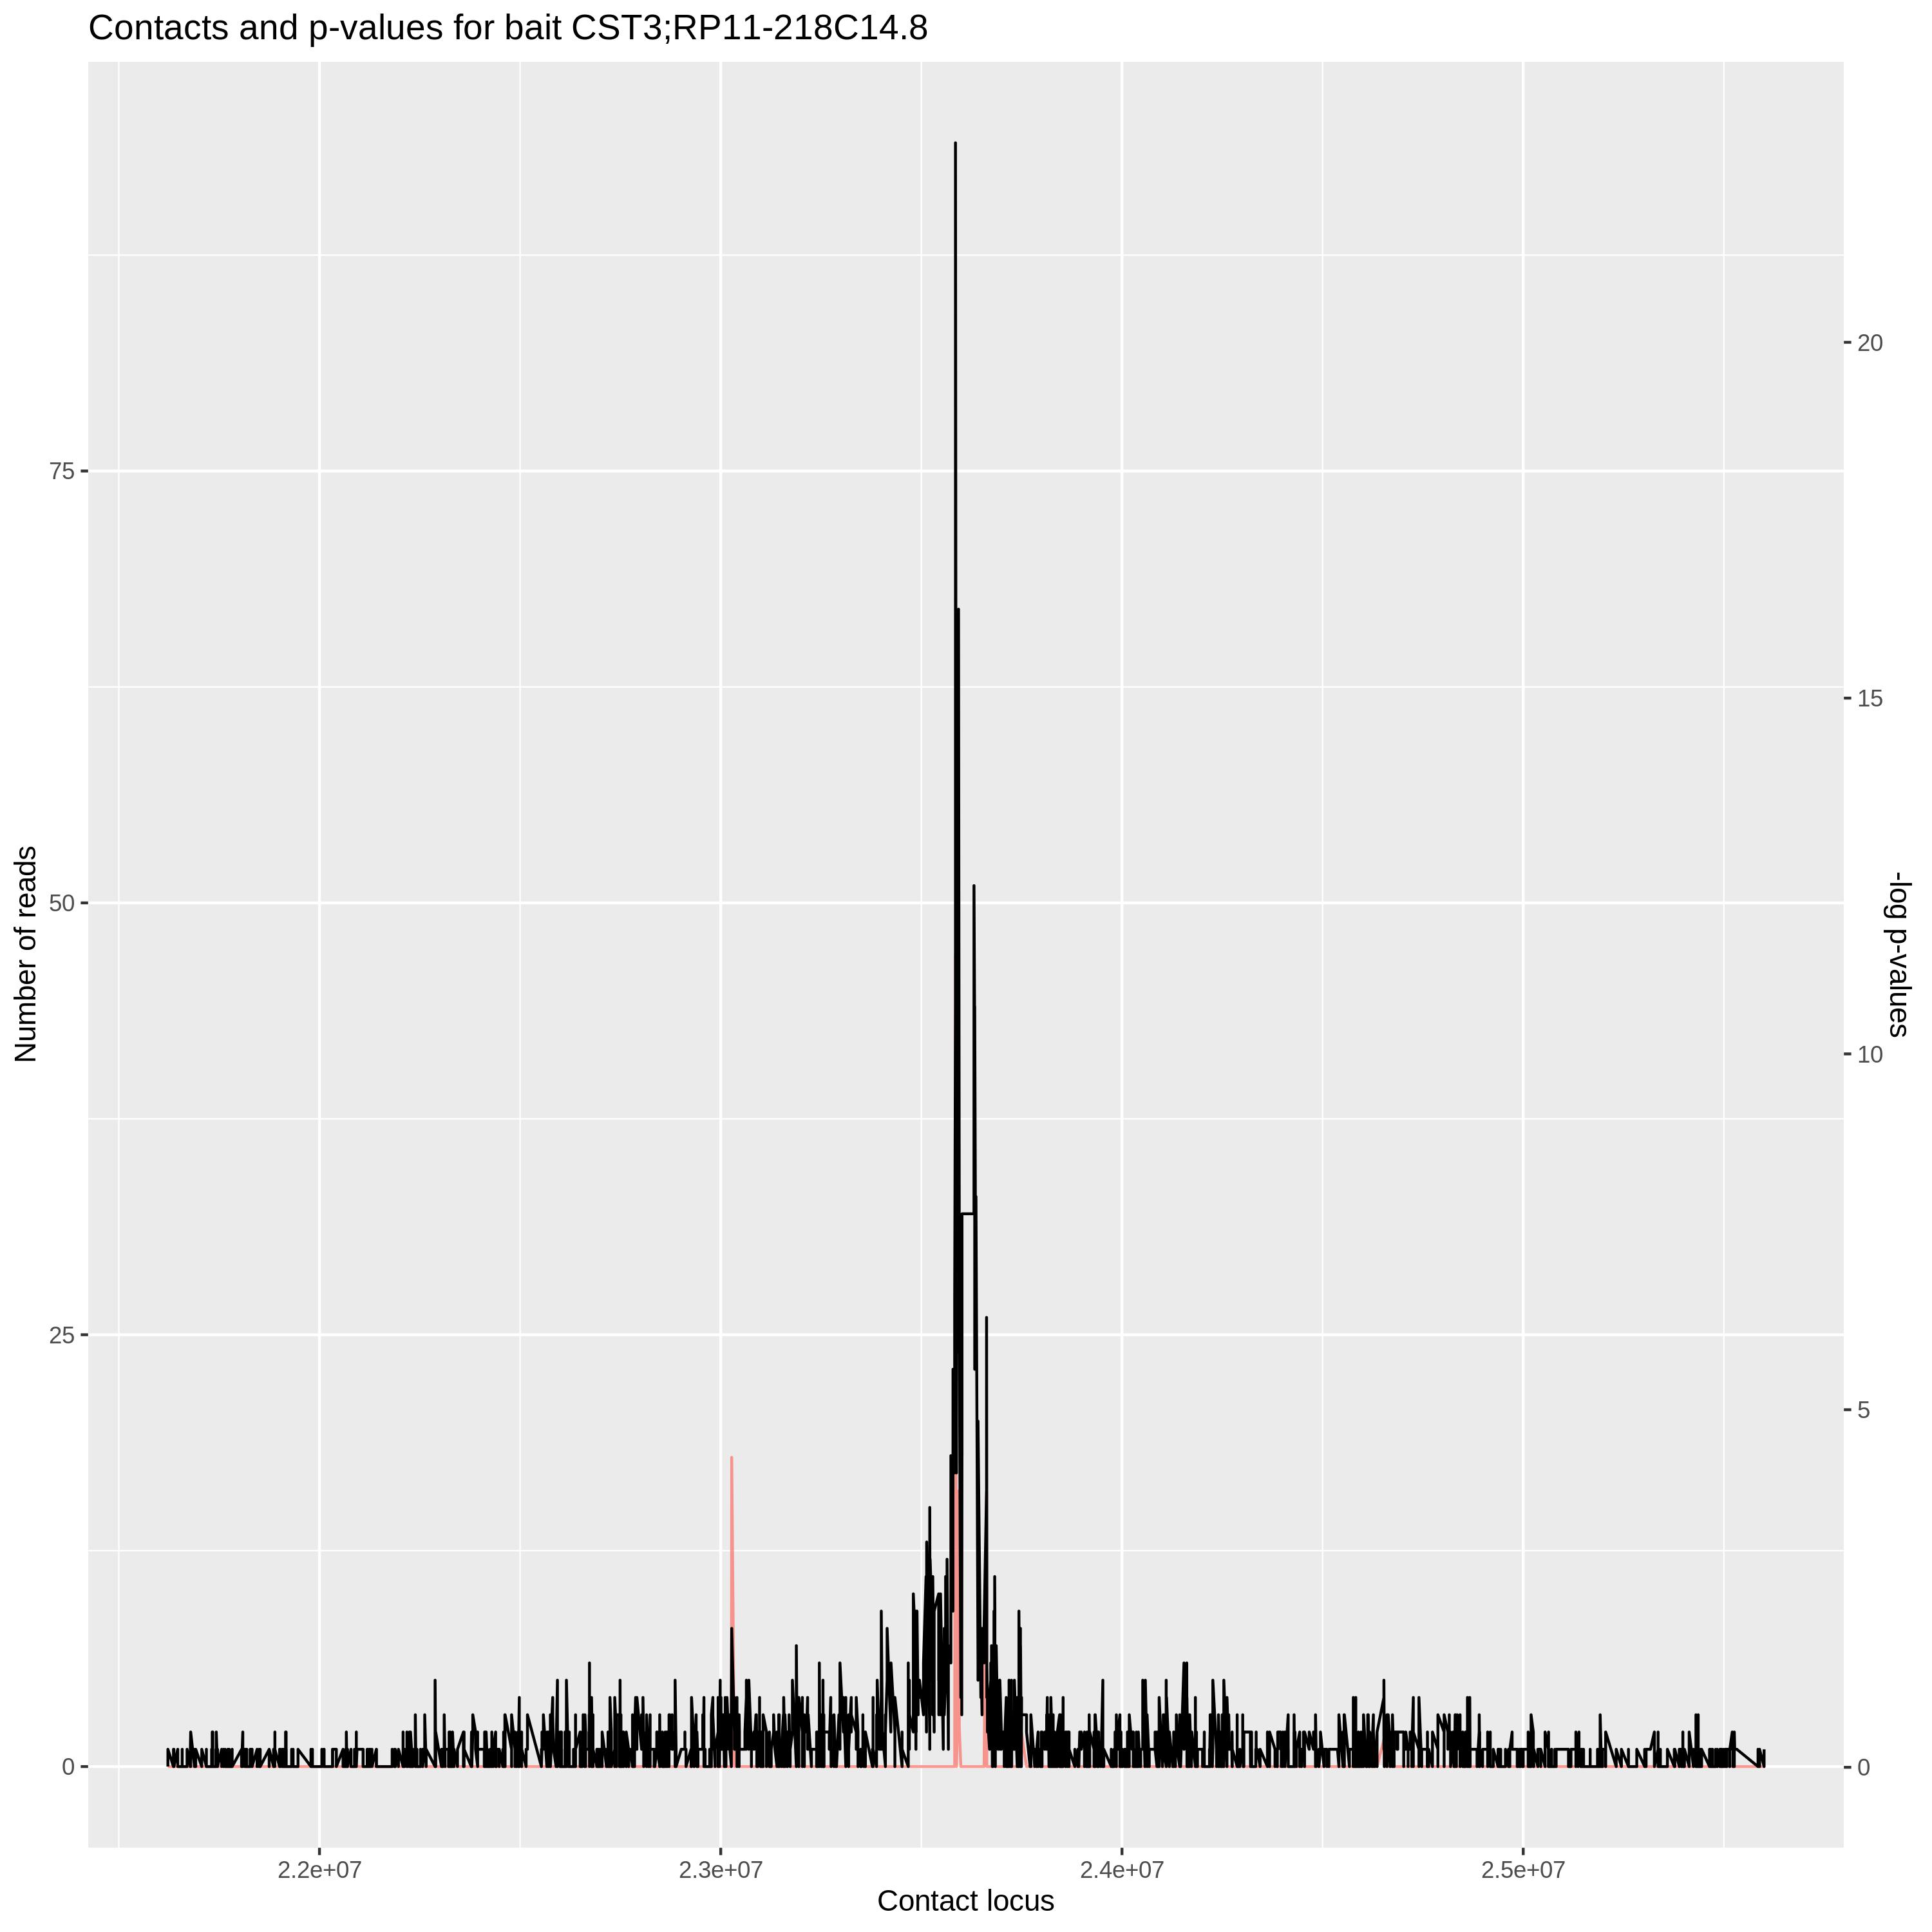 Contacts and p-values for bait CST3;RP11-218C14.8
Number of reads
75
50
25
0
20
15
10
5
0
-log p-values
2.2e+07
2.3e+07
2.4e+07
2.5e+07
Contact locus